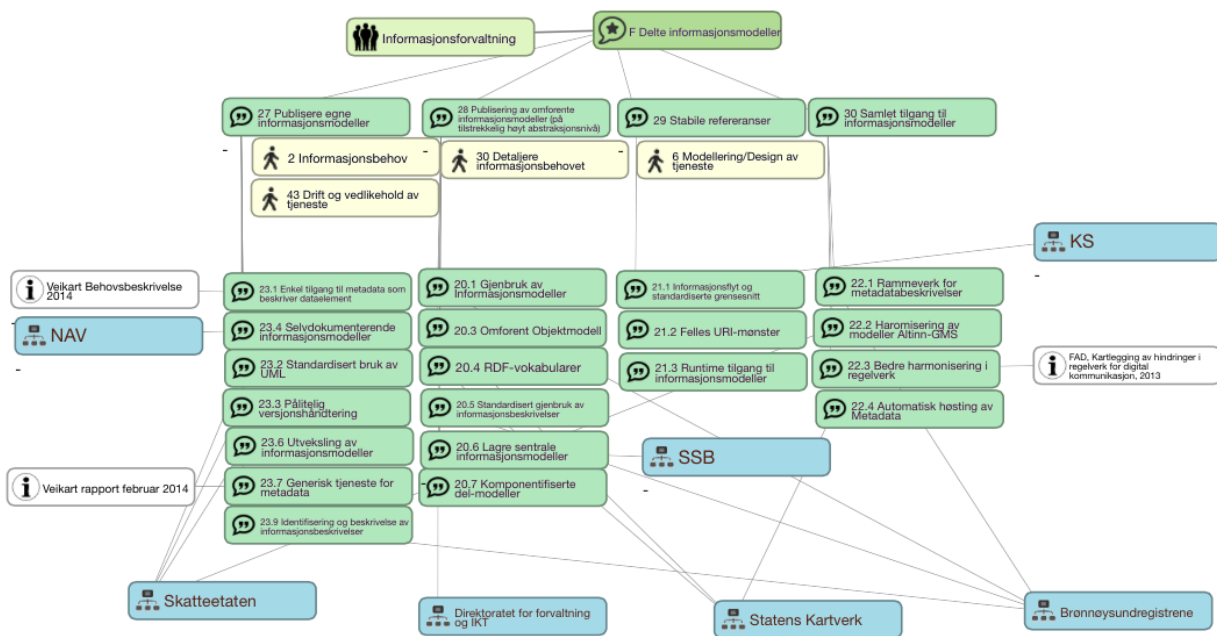 Informasjonsforvaltning
F Delte informasjonsmodeller
27 Publisere egne
informasjonsmodeller
28 Publisering av omforente
informasjonsmodeller (på
tilstrekkelig høyt abstraksjonsnivå)
29 Stabile refereranser
30 Samlet tilgang til
informasjonsmodeller
2 Informasjonsbehov
30 Detaljere
informasjonsbehovet
6 Modellering/Design av
tjeneste
43 Drift og vedlikehold av
tjeneste
KS
Veikart Behovsbeskrivelse
2014
NAV
23.1 Enkel tilgang til metadata som
beskriver dataelement
23.4 Selvdokumenterende
informasjonsmodeller
23.2 Standardisert bruk av
UML
23.3 Pålitelig
versjonshåndtering
23.6 Utveksling av
informasjonsmodeller
23.7 Generisk tjeneste for
metadata
23.9 Identifisering og beskrivelse av
informasjonsbeskrivelser
20.1 Gjenbruk av
Informasjonsmodeller
20.3 Omforent Objektmodell
20.4 RDF-vokabularer
20.5 Standardisert gjenbruk av
informasjonsbeskrivelser
20.6 Lagre sentrale
informasjonsmodeller
20.7 Komponentifiserte
del-modeller
21.1 Informasjonsflyt og
standardiserte grensesnitt
21.2 Felles URI-mønster
21.3 Runtime tilgang til
informasjonsmodeller
22.1 Rammeverk for
metadatabeskrivelser
22.2 Haromisering av
modeller Altinn-GMS
22.3 Bedre harmonisering i
regelverk
22.4 Automatisk høsting av
Metadata
FAD, Kartlegging av hindringer i
regelverk for digital
kommunikasjon, 2013
SSB
Veikart rapport februar 2014
Skatteetaten
Direktoratet for forvaltning
og IKT
Statens Kartverk
Brønnøysundregistrene